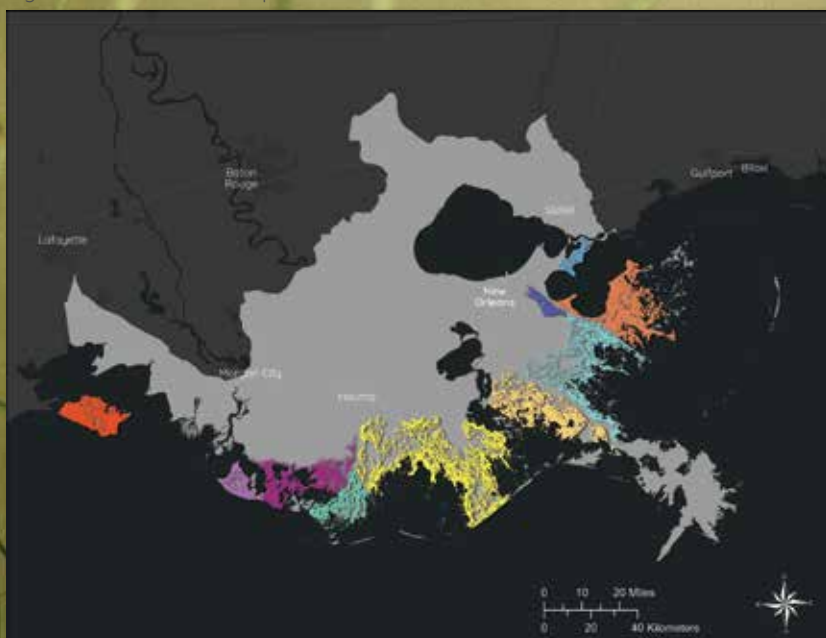 Gulfport Biloxi
Baton
Rouge
Slidell
Lafayette
New
Orleans
Morgan City
Houma
0 10 20 Miles
0 20 40 Kilometers